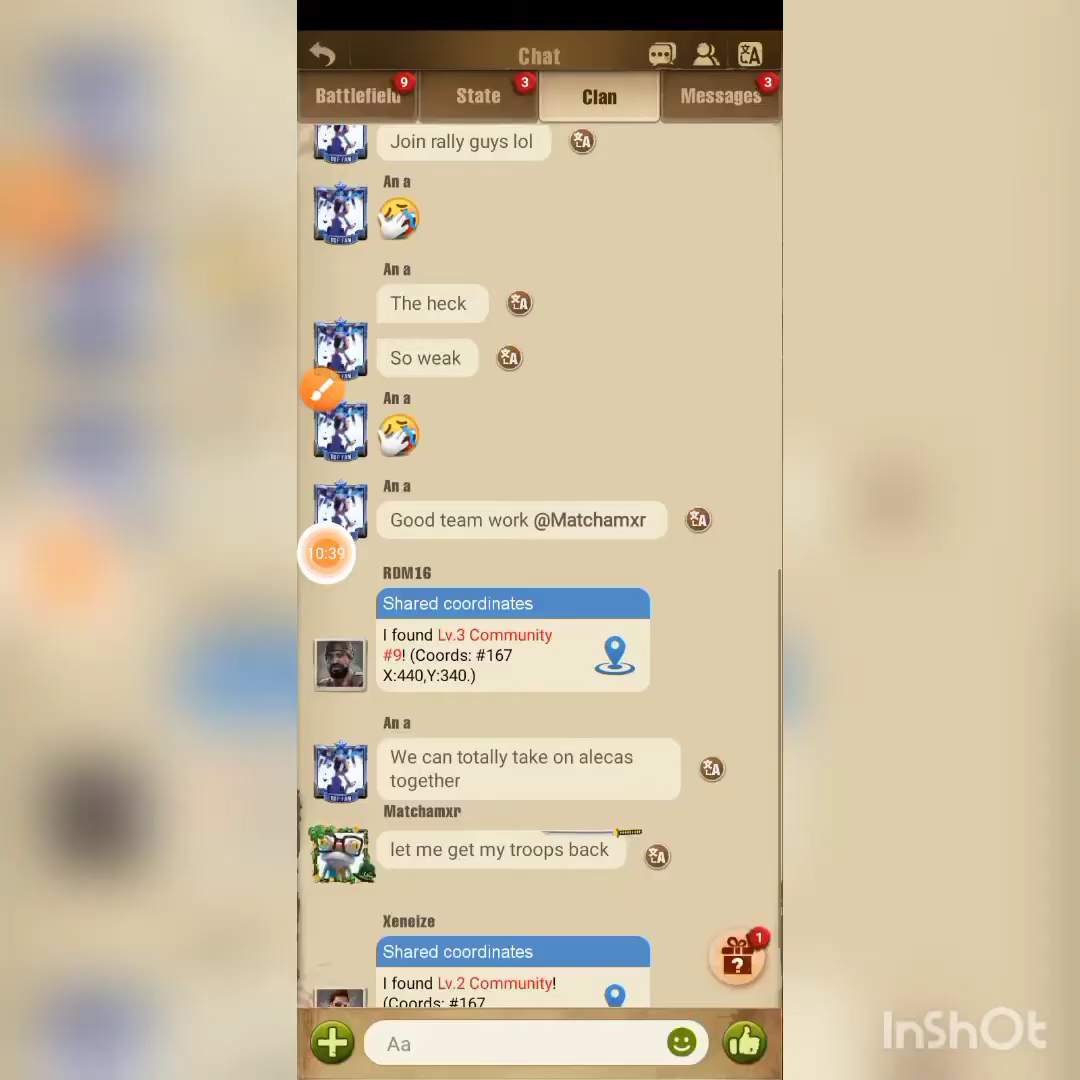 Chat
Battlefield 9
State 3
Clan
Messages 3
Join rally guys lol
An a
An a
The heck
So weak
An a
An a
Good team work @Matchamxr
10:39
RDM16
Shared coordinates
I found Lv.3 Community
#9! (Coords: #167
X:440,Y:340.)
An a
We can totally take on alecas
together
Matchamxr
let me get my troops back
Xeneize
Shared coordinates
1
?
I found Lv.2 Community!
(Coords: #167
Aa
InShOt